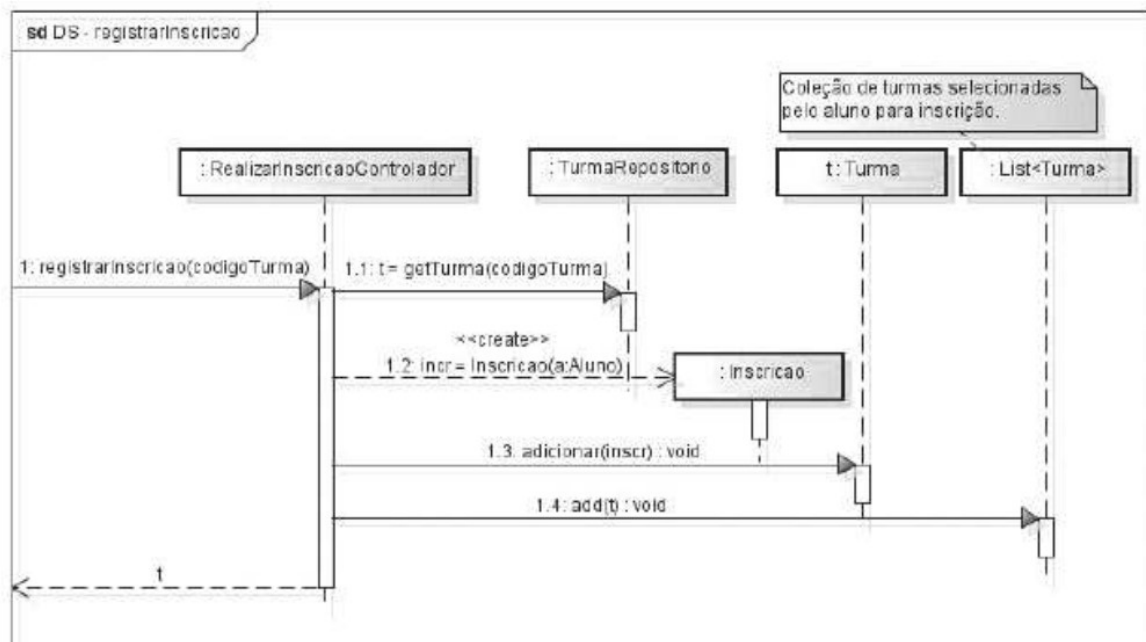 sd DS - registrarInscricao
Coleção de turmas selecionadas
pelo aluno para inscrição.
: RealizarInscricaoControlador
: TurmaRepositorio
t : Turma
: List<Turma>
1: registrarInscricao(codigoTurma)
1.1: t = getTurma(codigoTurma)
<<create>>
1.2: incr = Inscricao(a:Aluno)
: Inscricao
1.3: adicionar(inscr) : void
1.4: add(t) : void
t